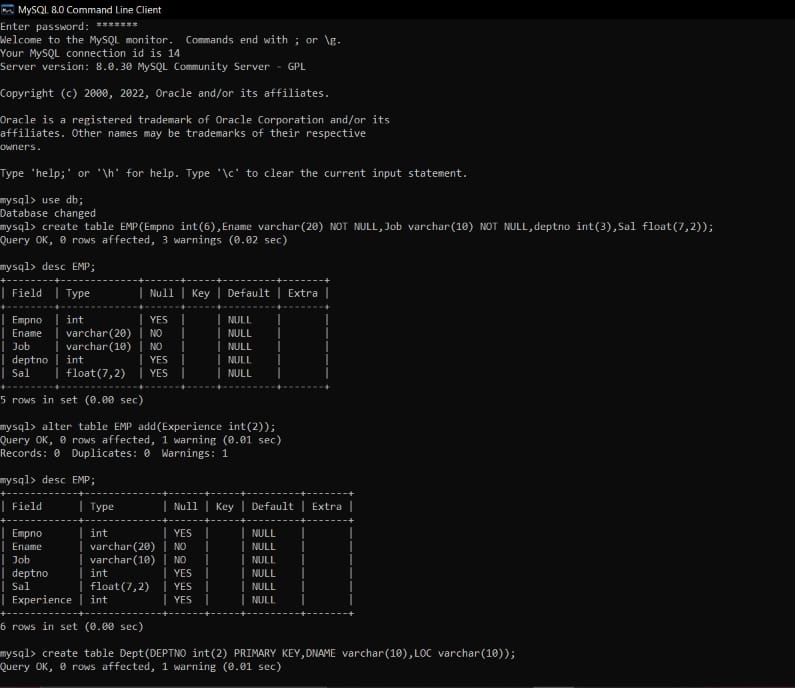 MySQL 8.0 Command Line Client
Enter password: *******
Welcome to the MySQL monitor.  Commands end with ; or \g.
Your MySQL connection id is 14
Server version: 8.0.30 MySQL Community Server - GPL
Copyright (c) 2000, 2022, Oracle and/or its affiliates.
Oracle is a registered trademark of Oracle Corporation and/or its
affiliates. Other names may be trademarks of their respective
owners.
Type 'help;' or '\h' for help. Type '\c' to clear the current input statement.
mysql> use db;
Database changed
mysql> create table EMP(Empno int(6),Ename varchar(20) NOT NULL,Job varchar(10) NOT NULL,deptno int(3),Sal float(7,2));
Query OK, 0 rows affected, 3 warnings (0.02 sec)
mysql> desc EMP;
+--------+-------------+------+-----+---------+-------+
| Field  | Type        | Null | Key | Default | Extra |
+--------+-------------+------+-----+---------+-------+
| Empno  | int         | YES  |     | NULL    |       |
| Ename  | varchar(20) | NO   |     | NULL    |       |
| Job    | varchar(10) | NO   |     | NULL    |       |
| deptno | int         | YES  |     | NULL    |       |
| Sal    | float(7,2)  | YES  |     | NULL    |       |
+--------+-------------+------+-----+---------+-------+
5 rows in set (0.00 sec)
mysql> alter table EMP add(Experience int(2));
Query OK, 0 rows affected, 1 warning (0.01 sec)
Records: 0  Duplicates: 0  Warnings: 1
mysql> desc EMP;
+------------+-------------+------+-----+---------+-------+
| Field      | Type        | Null | Key | Default | Extra |
+------------+-------------+------+-----+---------+-------+
| Empno      | int         | YES  |     | NULL    |       |
| Ename      | varchar(20) | NO   |     | NULL    |       |
| Job        | varchar(10) | NO   |     | NULL    |       |
| deptno     | int         | YES  |     | NULL    |       |
| Sal        | float(7,2)  | YES  |     | NULL    |       |
| Experience | int         | YES  |     | NULL    |       |
+------------+-------------+------+-----+---------+-------+
6 rows in set (0.00 sec)
mysql> create table Dept(DEPTNO int(2) PRIMARY KEY,DNAME varchar(10),LOC varchar(10));
Query OK, 0 rows affected, 1 warning (0.01 sec)